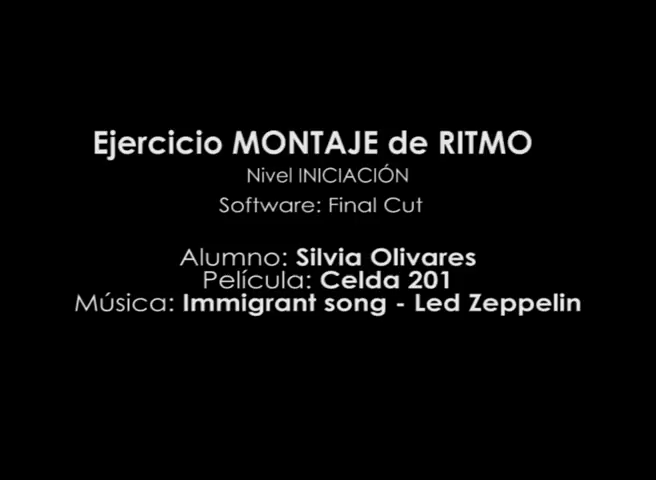 Ejercicio MONTAJE de RITMO
Nivel INICIACIÓN
Software: Final Cut
Alumno: Silvia Olivares
Película: Celda 201
Música: Immigrant song - Led Zeppelin